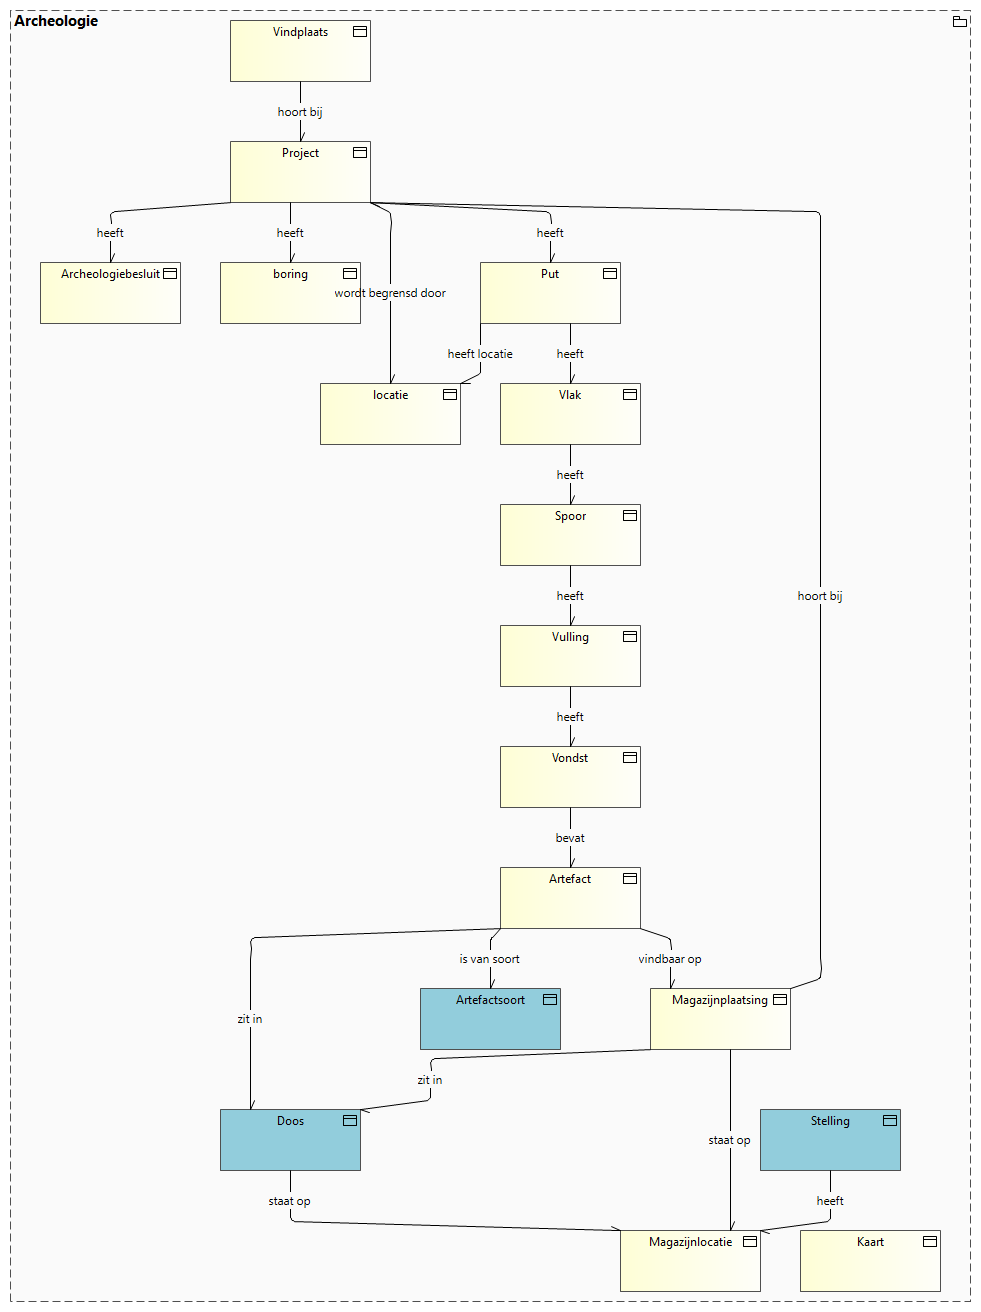 Archeologie
Vindplaats
hoort bij
Project
heeft
heeft
heeft
Archeologiebesluit
boring
Put
wordt begrensd door
heeft locatie
heeft
locatie
Vlak
heeft
Spoor
heeft
hoort bij
Vulling
heeft
Vondst
bevat
Artefact
is van soort
vindbaar op
Artefactsoort
Magazijnplaatsing
zit in
zit in
Doos
Stelling
staat op
staat op
heeft
Magazijnlocatie
Kaart